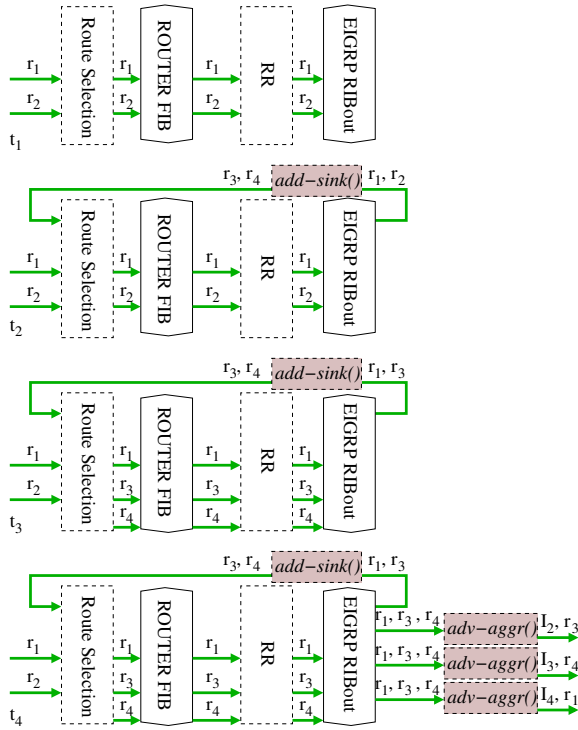 Route Selection
ROUTER FIB
RR
EIGRP RIBout
r1 r1 r1 r1
r2 r2 r2 r2
t1
r3, r4 add−sink() r1, r2
Route Selection
ROUTER FIB
RR
EIGRP RIBout
r1 r1 r1 r1
r2 r2 r2 r2
t2
r3, r4 add−sink() r1, r3
Route Selection
ROUTER FIB
RR
EIGRP RIBout
r1 r1 r1 r1
r2 r3 r3 r3
r4 r4 r4
t3
r3, r4 add−sink() r1, r3
Route Selection
ROUTER FIB
RR
EIGRP RIBout
r1, r3 , r4 adv−aggr() I2, r3
r1 r1 r1 r1 r1, r3 , r4 adv−aggr() I3, r4
r2 r3 r3 r3 r1, r3 , r4 adv−aggr() I4, r1
r4 r4 r4
t4